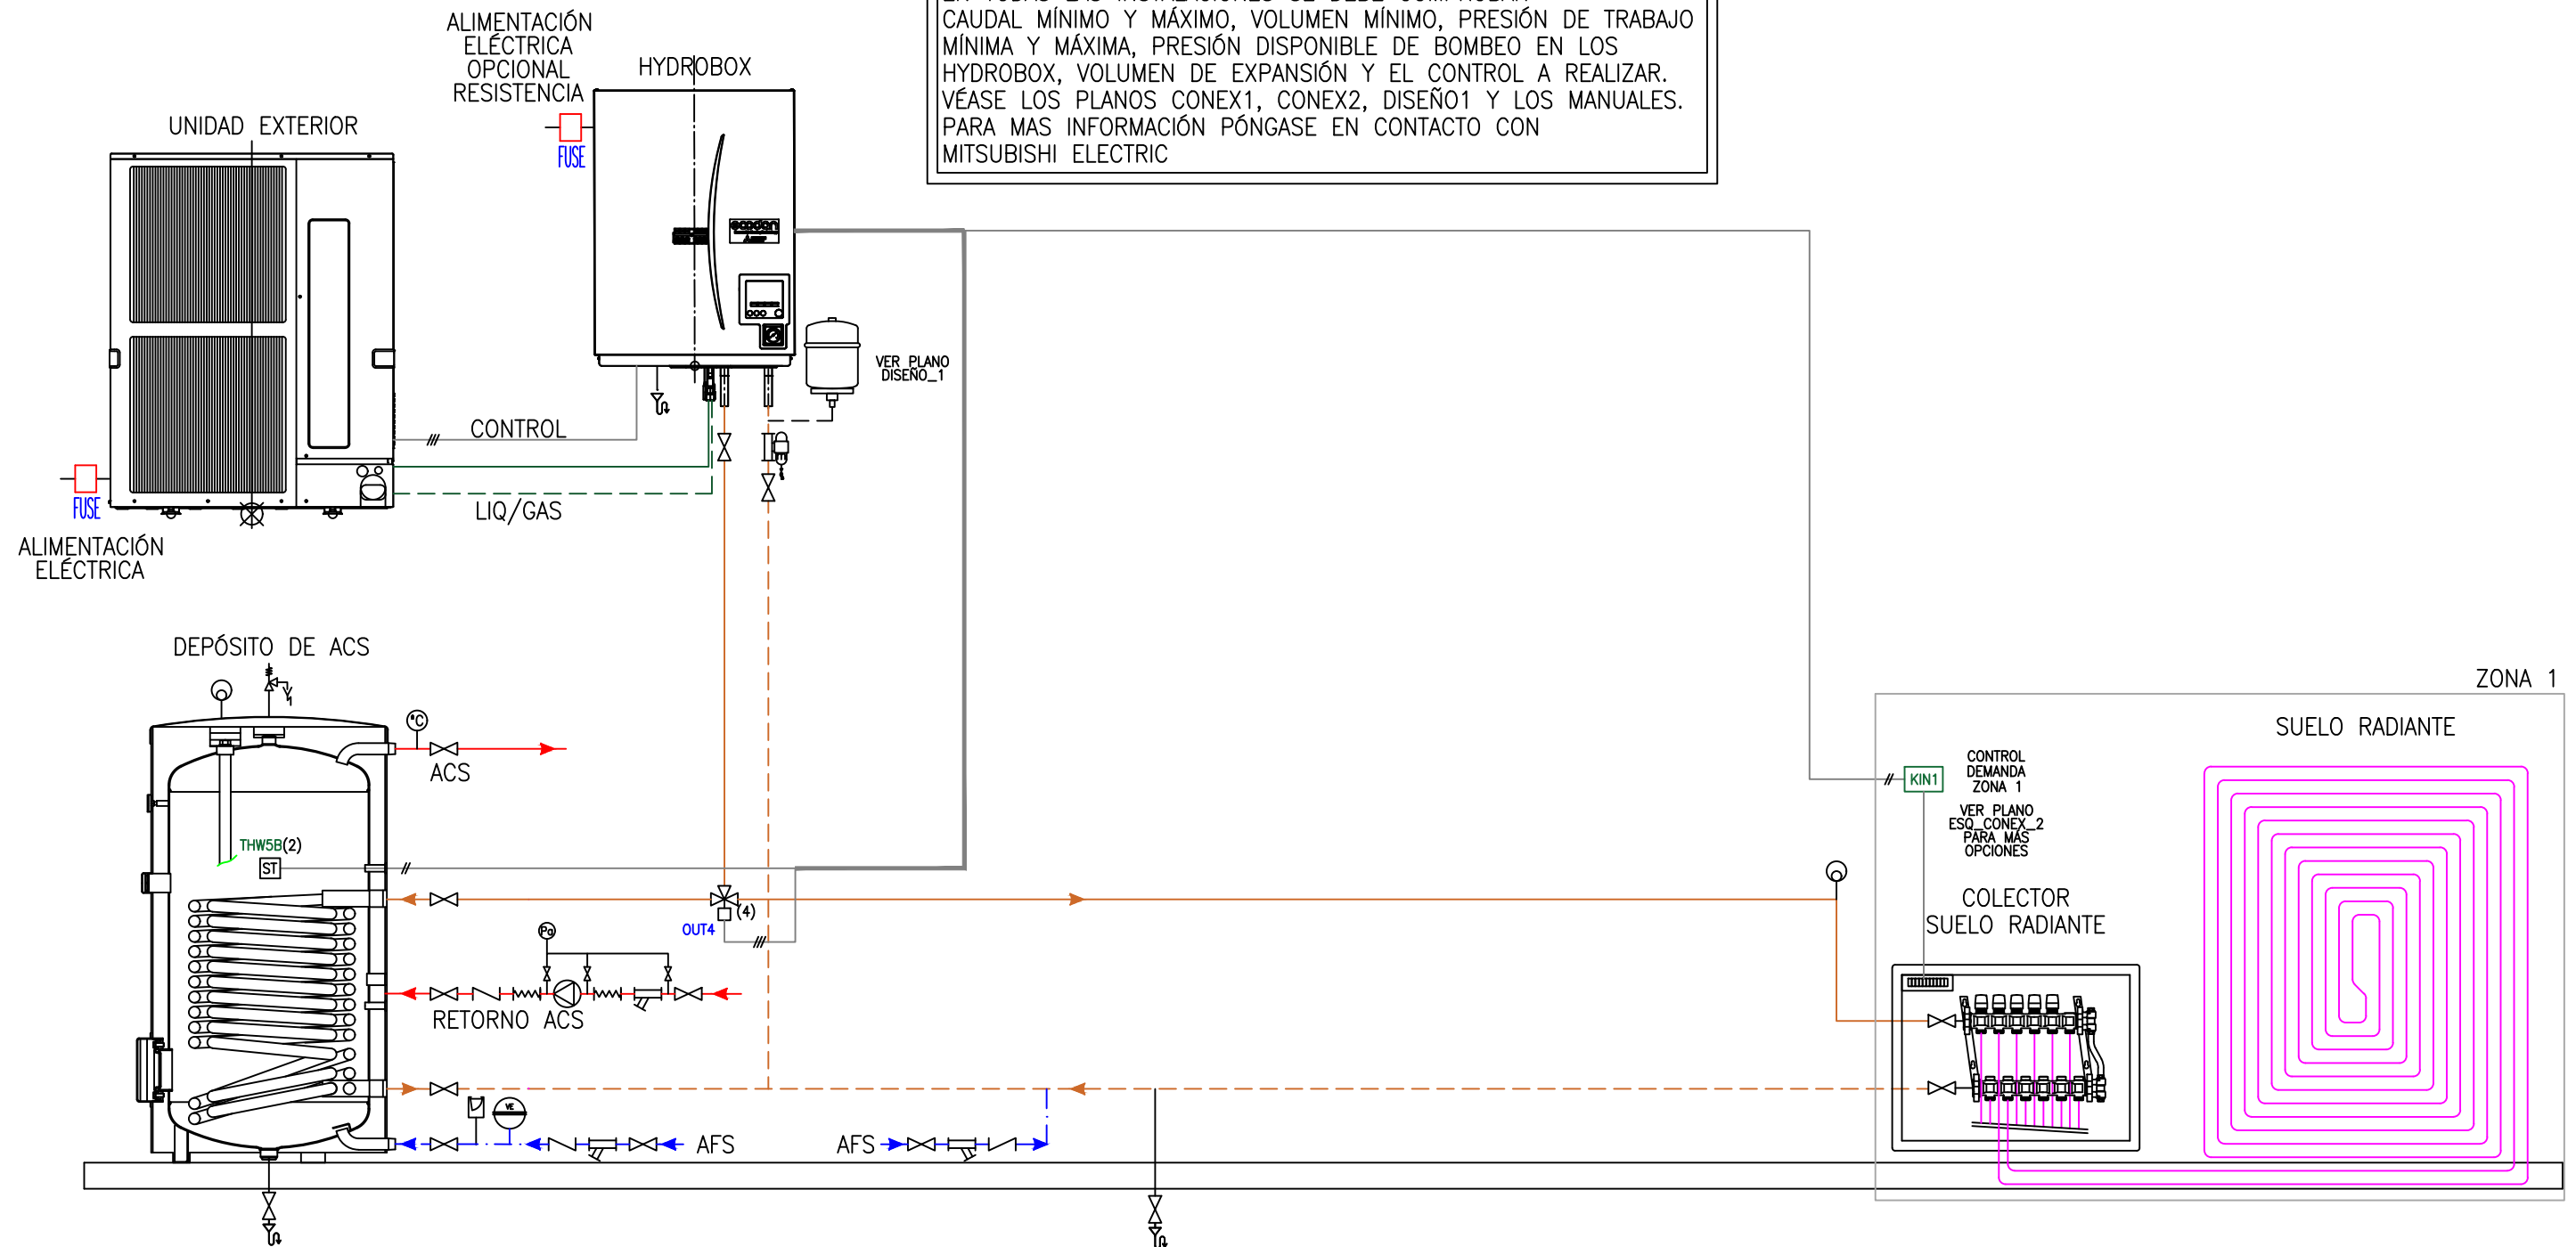 CAUDAL MÍNIMO Y MÁXIMO, VOLUMEN MÍNIMO, PRESIÓN DE TRABAJO
MÍNIMA Y MÁXIMA, PRESIÓN DISPONIBLE DE BOMBEO EN LOS
HYDROBOX, VOLUMEN DE EXPANSIÓN Y EL CONTROL A REALIZAR.
VÉASE LOS PLANOS CONEX1, CONEX2, DISEÑO1 Y LOS MANUALES.
PARA MAS INFORMACIÓN PÓNGASE EN CONTACTO CON
MITSUBISHI ELECTRIC
ALIMENTACIÓN
ELÉCTRICA
OPCIONAL
RESISTENCIA
HYDROBOX
FUSE
UNIDAD EXTERIOR
ecodan
VER PLANO
DISEÑO_1
CONTROL
LIQ/GAS
FUSE
ALIMENTACIÓN
ELÉCTRICA
DEPÓSITO DE ACS
°C
ACS
THW5B(2)
ST
(4)
OUT4
Pa
RETORNO ACS
VE
AFS
AFS
ZONA 1
SUELO RADIANTE
KIN1
CONTROL
DEMANDA
ZONA 1
VER PLANO
ESQ_CONEX_2
PARA MÁS
OPCIONES
COLECTOR
SUELO RADIANTE